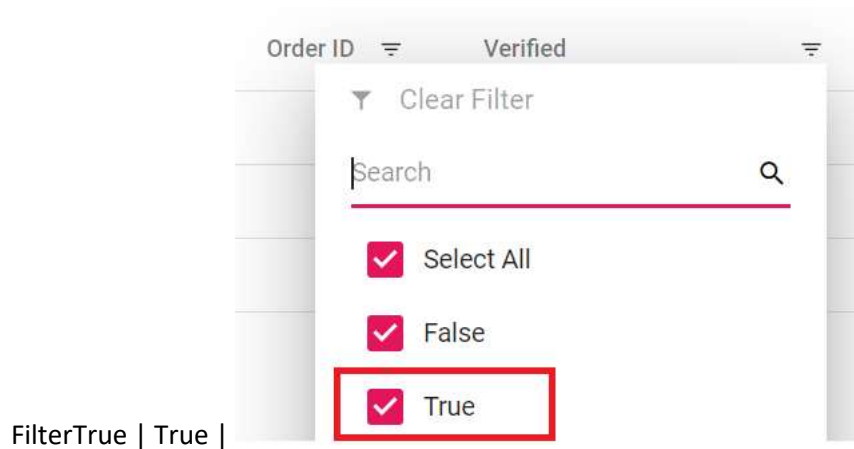 Order ID Verified
Clear Filter
Search
Select All
False
True
FilterTrue | True |